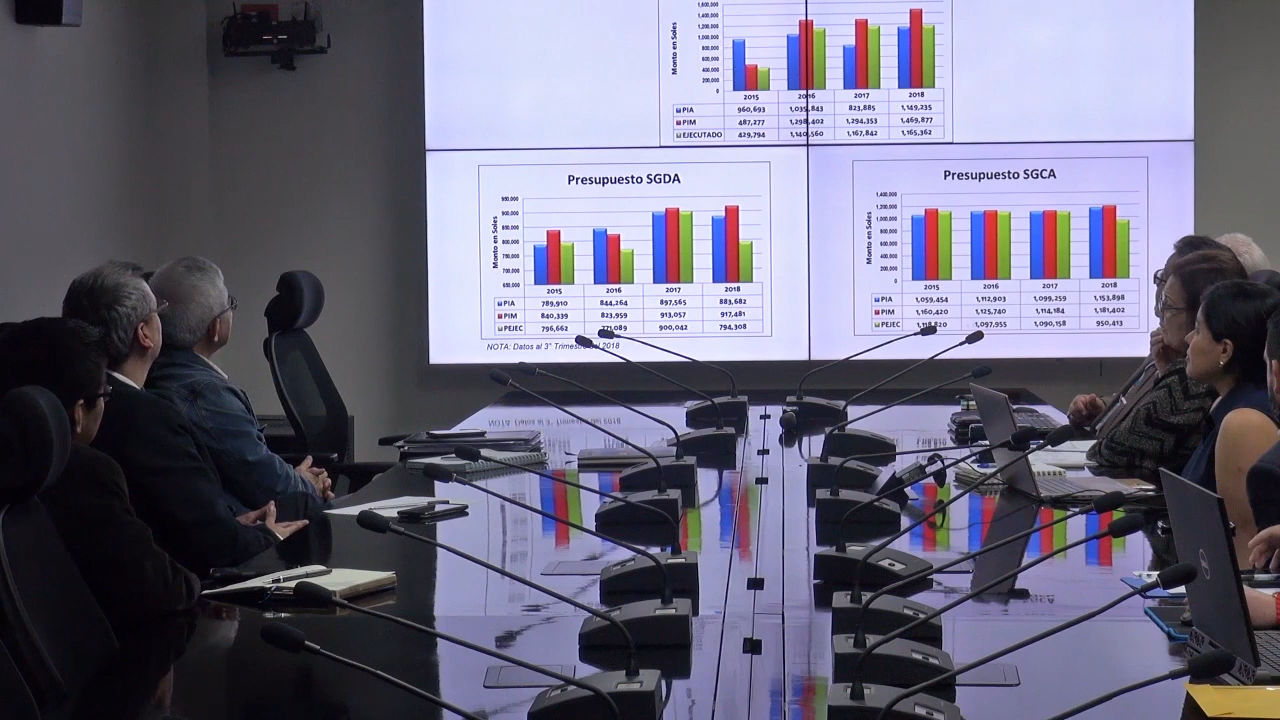 Monto en Soles
1,600,000
1,400,000
1,200,000
1,000,000
800,000
600,000
400,000
200,000
0
2015 2016 2017 2018
PIA 960,693 1,035,843 823,885 1,149,235
PIM 487,277 1,298,402 1,294,353 1,469,877
EJECUTADO 429,794 1,140,560 1,167,842 1,165,362
Presupuesto SGDA
Monto en Soles
950,000
900,000
850,000
800,000
750,000
700,000
650,000
2015 2016 2017 2018
PIA 789,910 844,264 897,565 883,682
PIM 840,339 823,959 913,057 917,481
PEJEC 796,662 771,089 900,042 794,308
NOTA: Datos al 3° Trimestre del 2018
Presupuesto SGCA
Monto en Soles
1,400,000
1,200,000
1,000,000
800,000
600,000
400,000
200,000
0
2015 2016 2017 2018
PIA 1,059,454 1,112,903 1,099,259 1,153,898
PIM 1,160,420 1,125,740 1,114,184 1,181,402
PEJEC 1,118,820 1,097,955 1,090,158 950,413
DELL